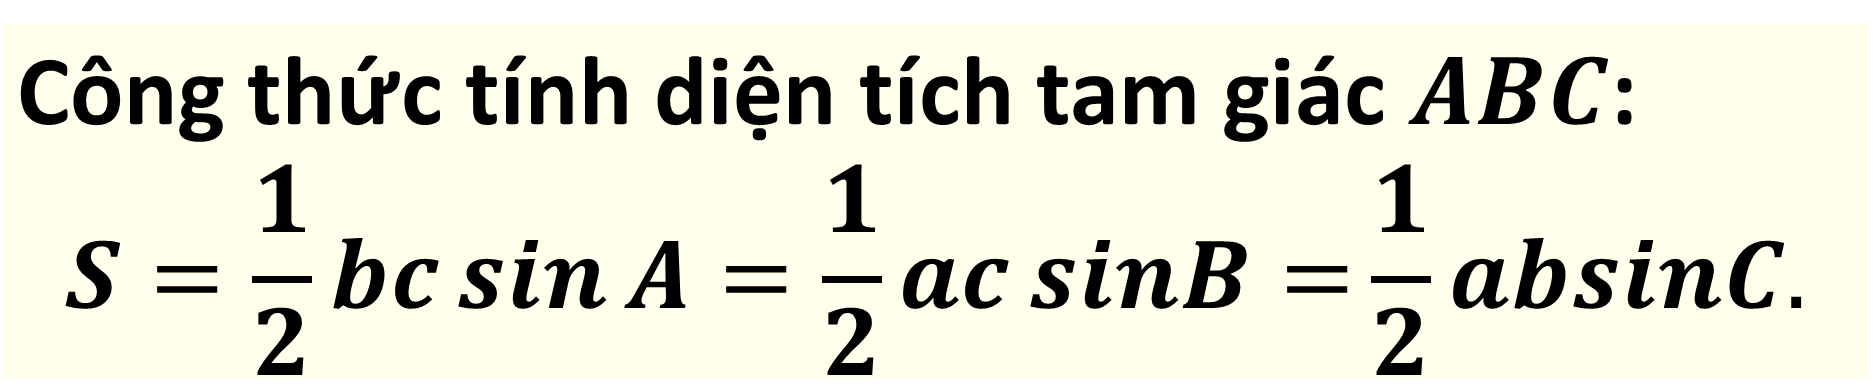 Công thức tính diện tích tam giác ABC:
S = 1/2 bc sin A = 1/2 ac sinB = 1/2 absinC.